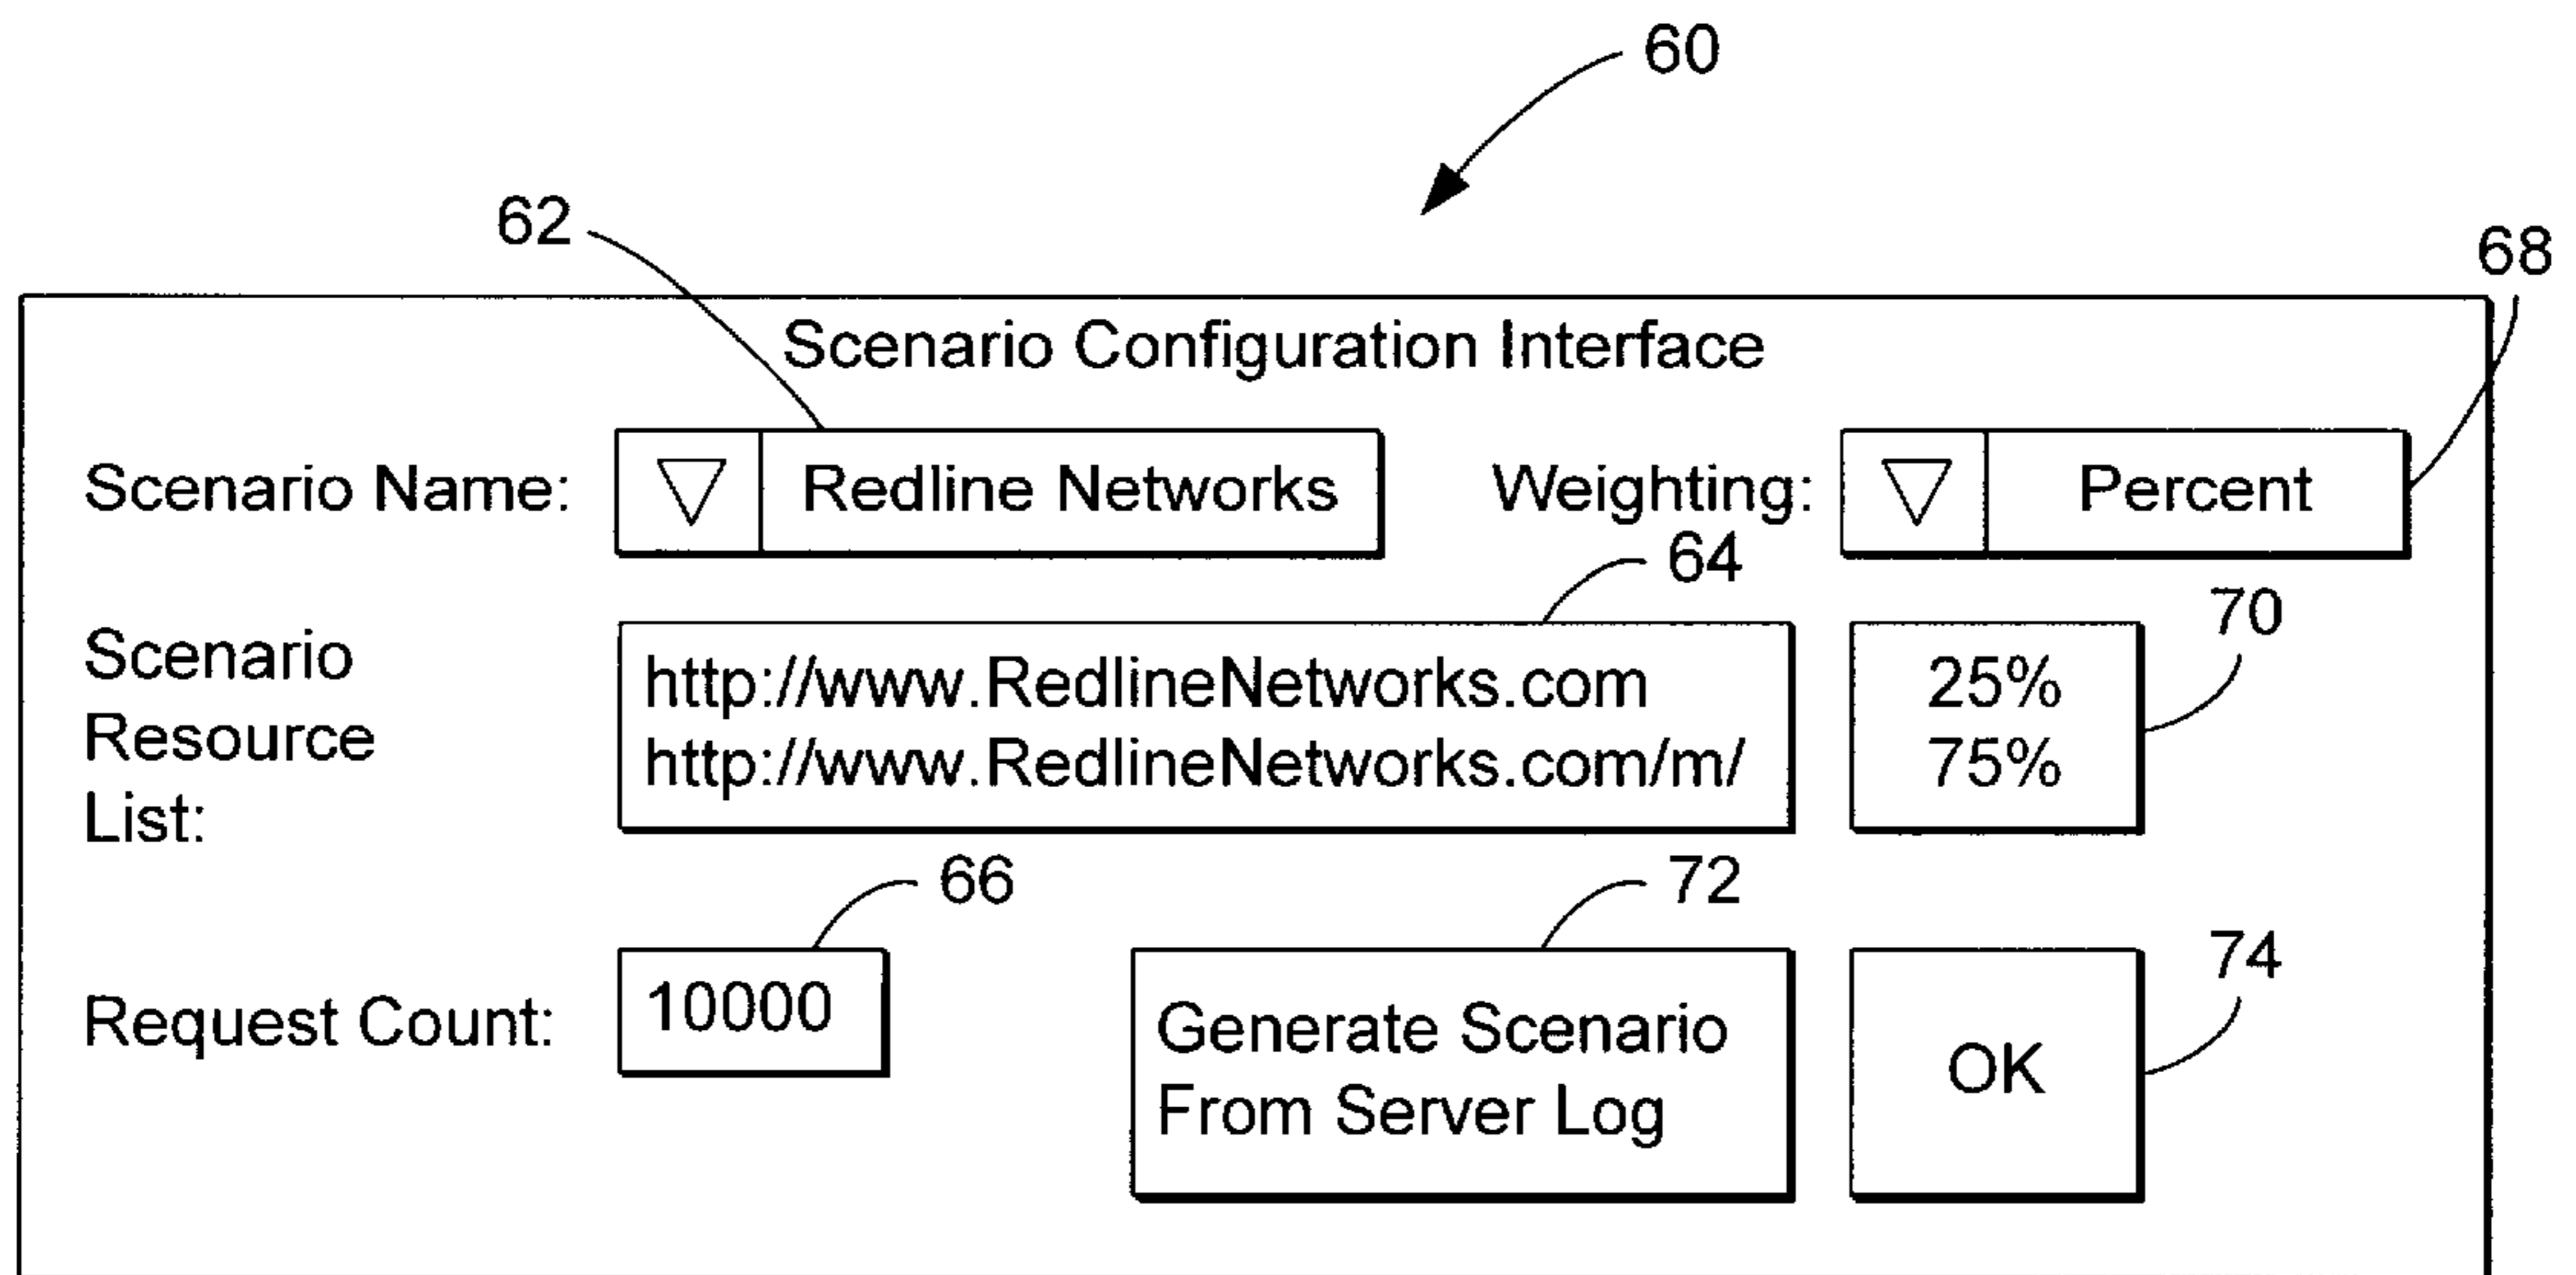 60
62
68
Scenario Configuration Interface
Scenario Name: Redline Networks Weighting: Percent
64
70
Scenario
Resource
List:
http://www.RedlineNetworks.com 25%
http://www.RedlineNetworks.com/m/ 75%
66
72
74
Request Count: 10000
Generate Scenario
From Server Log
OK